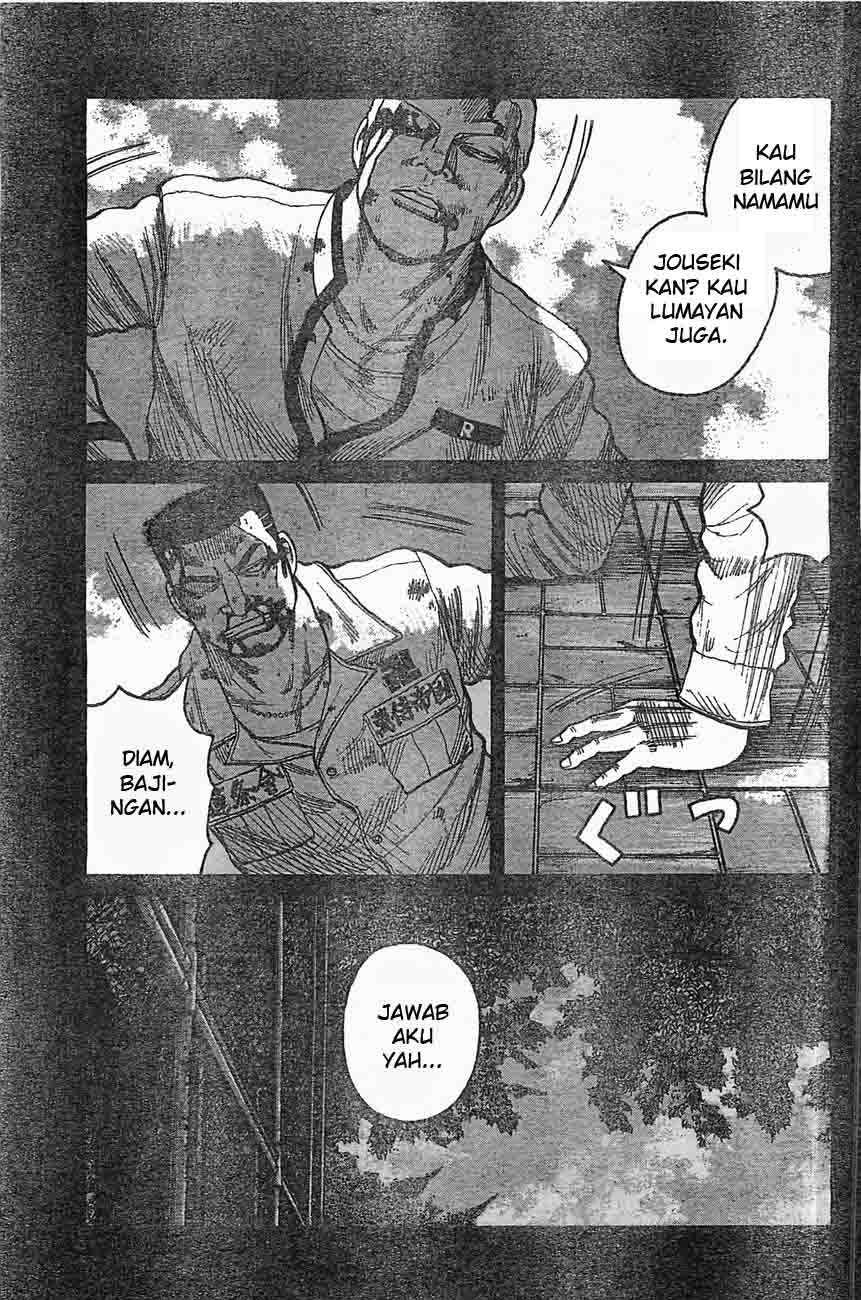 KAU
BILANG
NAMAMU
JOUSEKI
KAN? KAU
LUMAYAN
JUGA.
R
DIAM,
BAJI-
NGAN...
ぐっ
JAWAB
AKU
YAH...